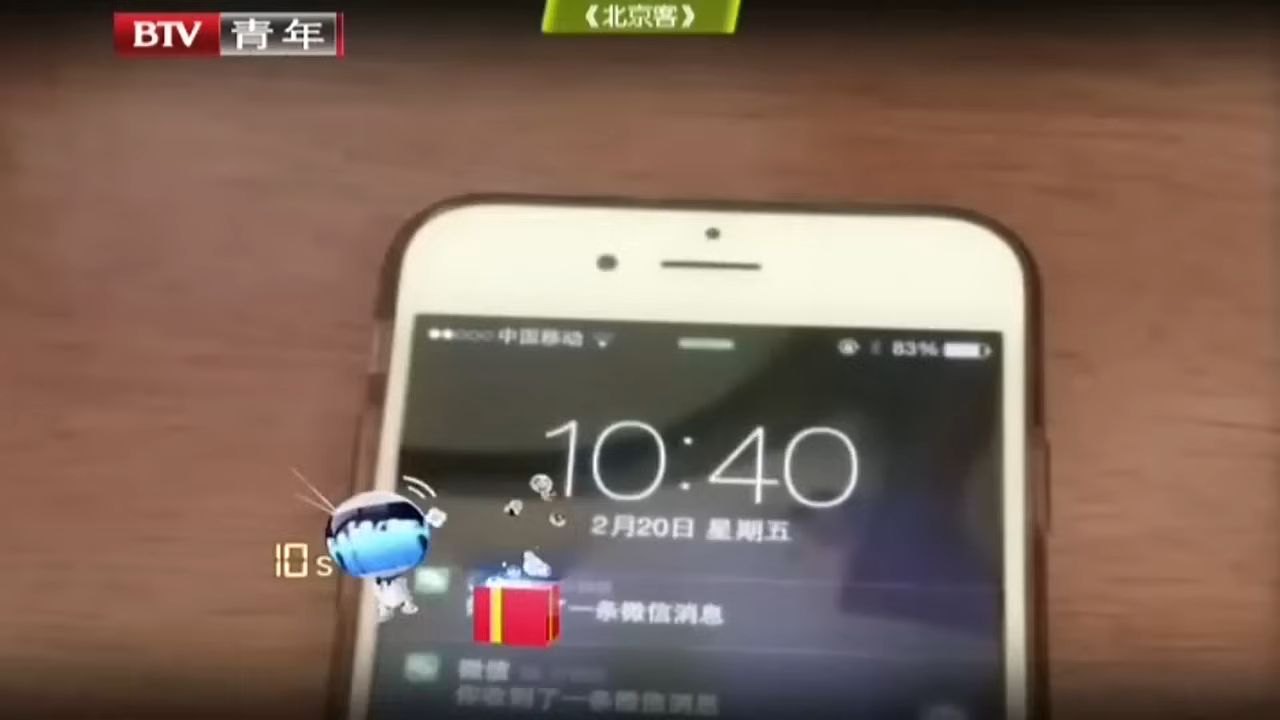 《北京客》
BTV 青年
中国移动 83%
10:40
2月20日 星期五
10s
了一条微信消息
微信
你收到了一条微信消息